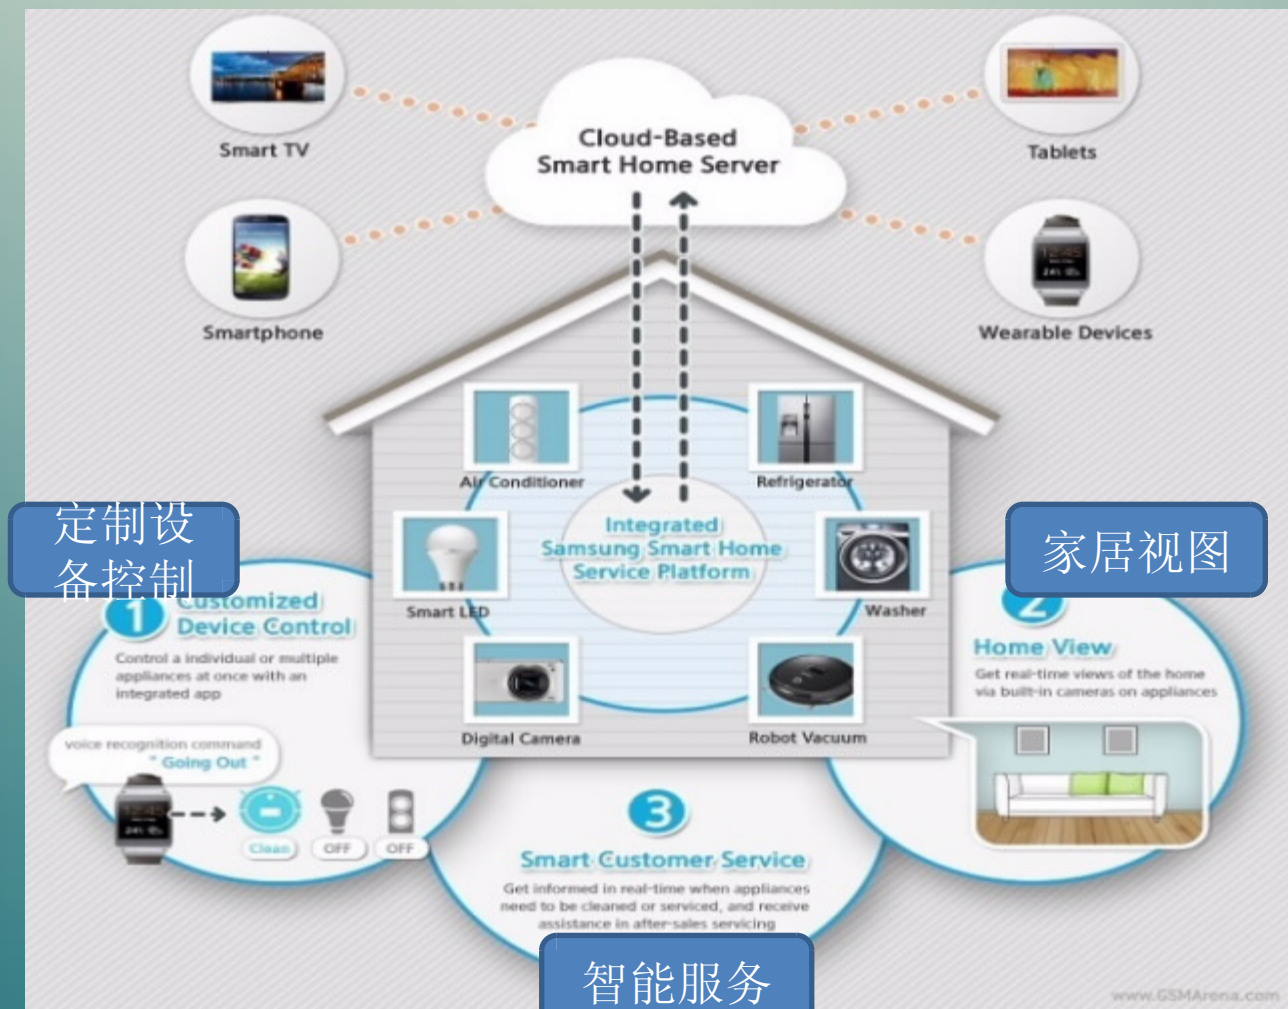 Smart TV
Cloud-Based
Smart Home Server
Tablets
Smartphone
Wearable Devices
Air Conditioner
Refrigerator
Integrated
Samsung Smart Home
Service Platform
Smart LED
Washer
Digital Camera
Robot Vacuum
定制设
备控制
1
Customized
Device Control
Control a individual or multiple
appliances at once with an
integrated app
voice recognition command
" Going Out "
12:45
Clean
OFF
OFF
家居视图
2
Home View
Get real-time views of the home
via built-in cameras on appliances
3
Smart Customer Service
Get informed in real-time when appliances
need to be cleaned or serviced, and receive
assistance in after-sales servicing
智能服务
www.GSMArena.com